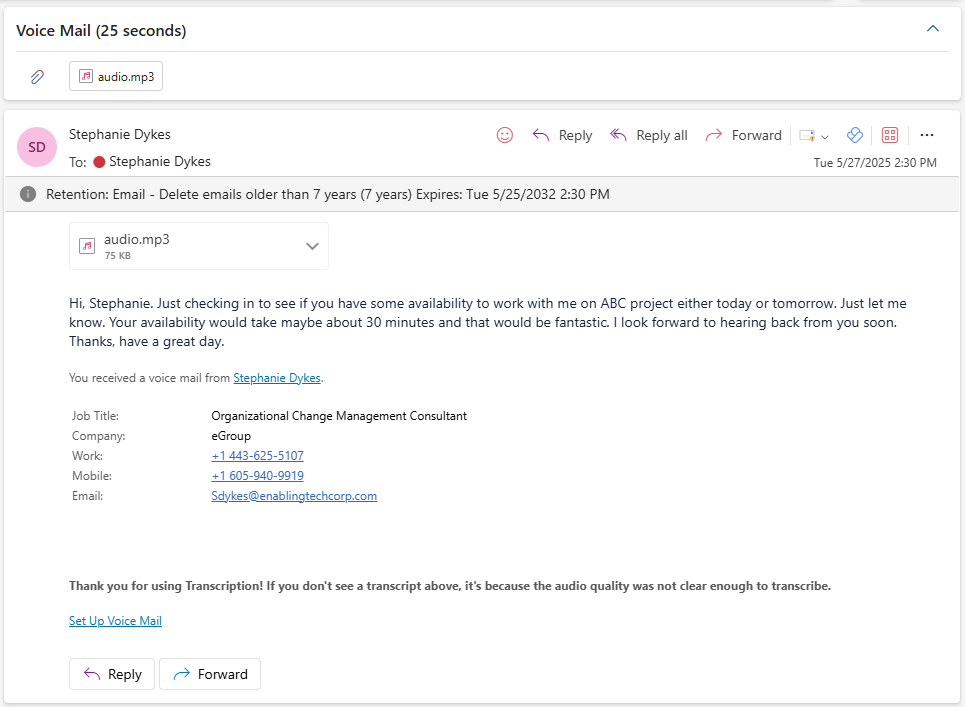 Voice Mail (25 seconds)
audio.mp3
SD
Stephanie Dykes
Reply
Reply all
Forward
To: Stephanie Dykes
Tue 5/27/2025 2:30 PM
Retention: Email - Delete emails older than 7 years (7 years) Expires: Tue 5/25/2032 2:30 PM
audio.mp3
75 KB
Hi, Stephanie. Just checking in to see if you have some availability to work with me on ABC project either today or tomorrow. Just let me
know. Your availability would take maybe about 30 minutes and that would be fantastic. I look forward to hearing back from you soon.
Thanks, have a great day.
You received a voice mail from Stephanie Dykes.
Job Title: Organizational Change Management Consultant
Company: eGroup
Work: +1 443-625-5107
Mobile: +1 605-940-9919
Email: Sdykes@enablingtechcorp.com
Thank you for using Transcription! If you don't see a transcript above, it's because the audio quality was not clear enough to transcribe.
Set Up Voice Mail
Reply
Forward